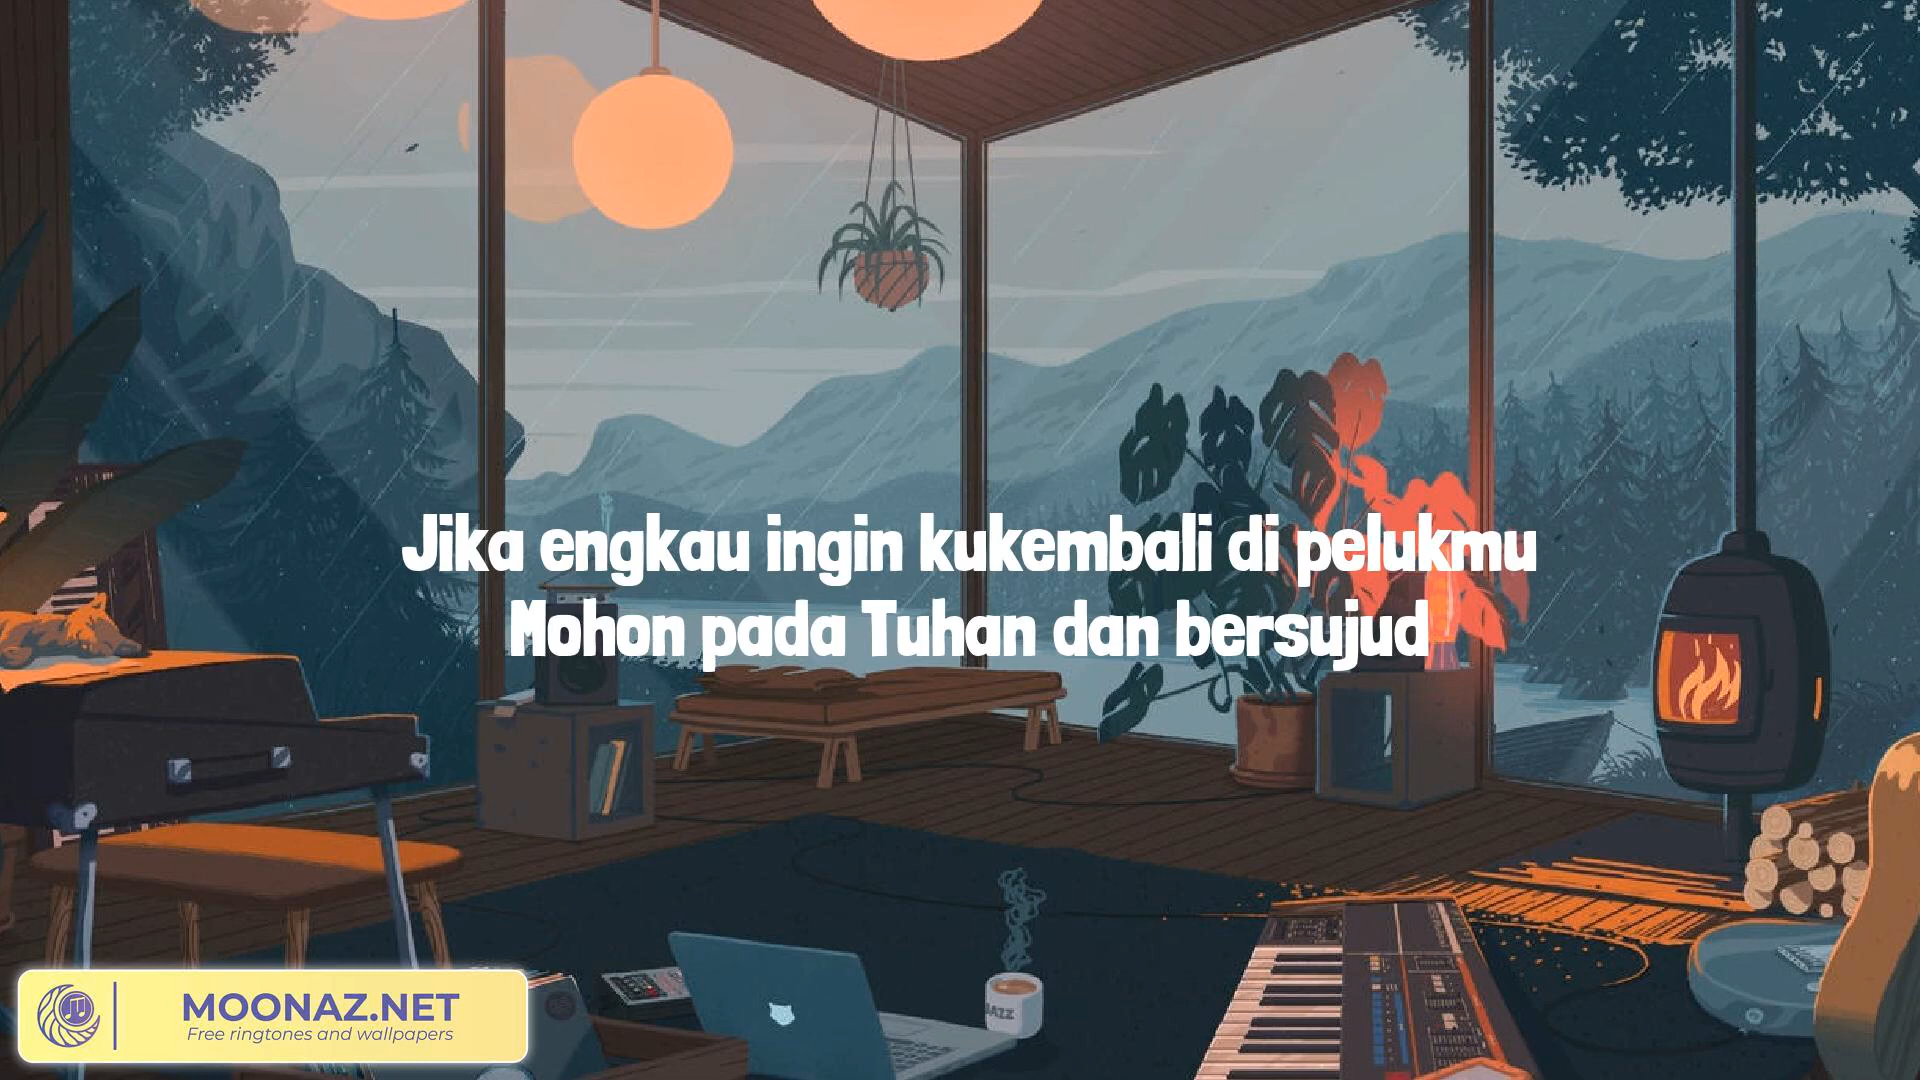 Jika engkau ingin kukembali di pelukmu
Mohon pada Tuhan dan bersujud
JAZZ
MOONAZ.NET
Free ringtones and wallpapers